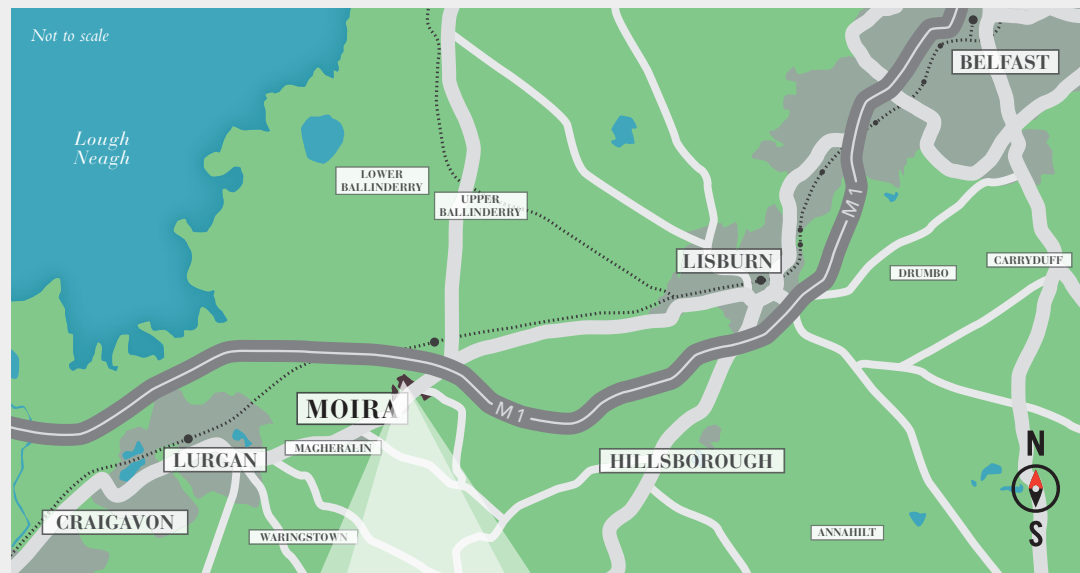 Not to scale
BELFAST
Lough
Neagh
LOWER
BALLINDERRY
UPPER
BALLINDERRY
M1
LISBURN
CARRYDUFF
DRUMBO
MOIRA
M1
MAGHERALIN
N
LURGAN
HILLSBOROUGH
CRAIGAVON
WARINGSTOWN
ANNAHILT
S